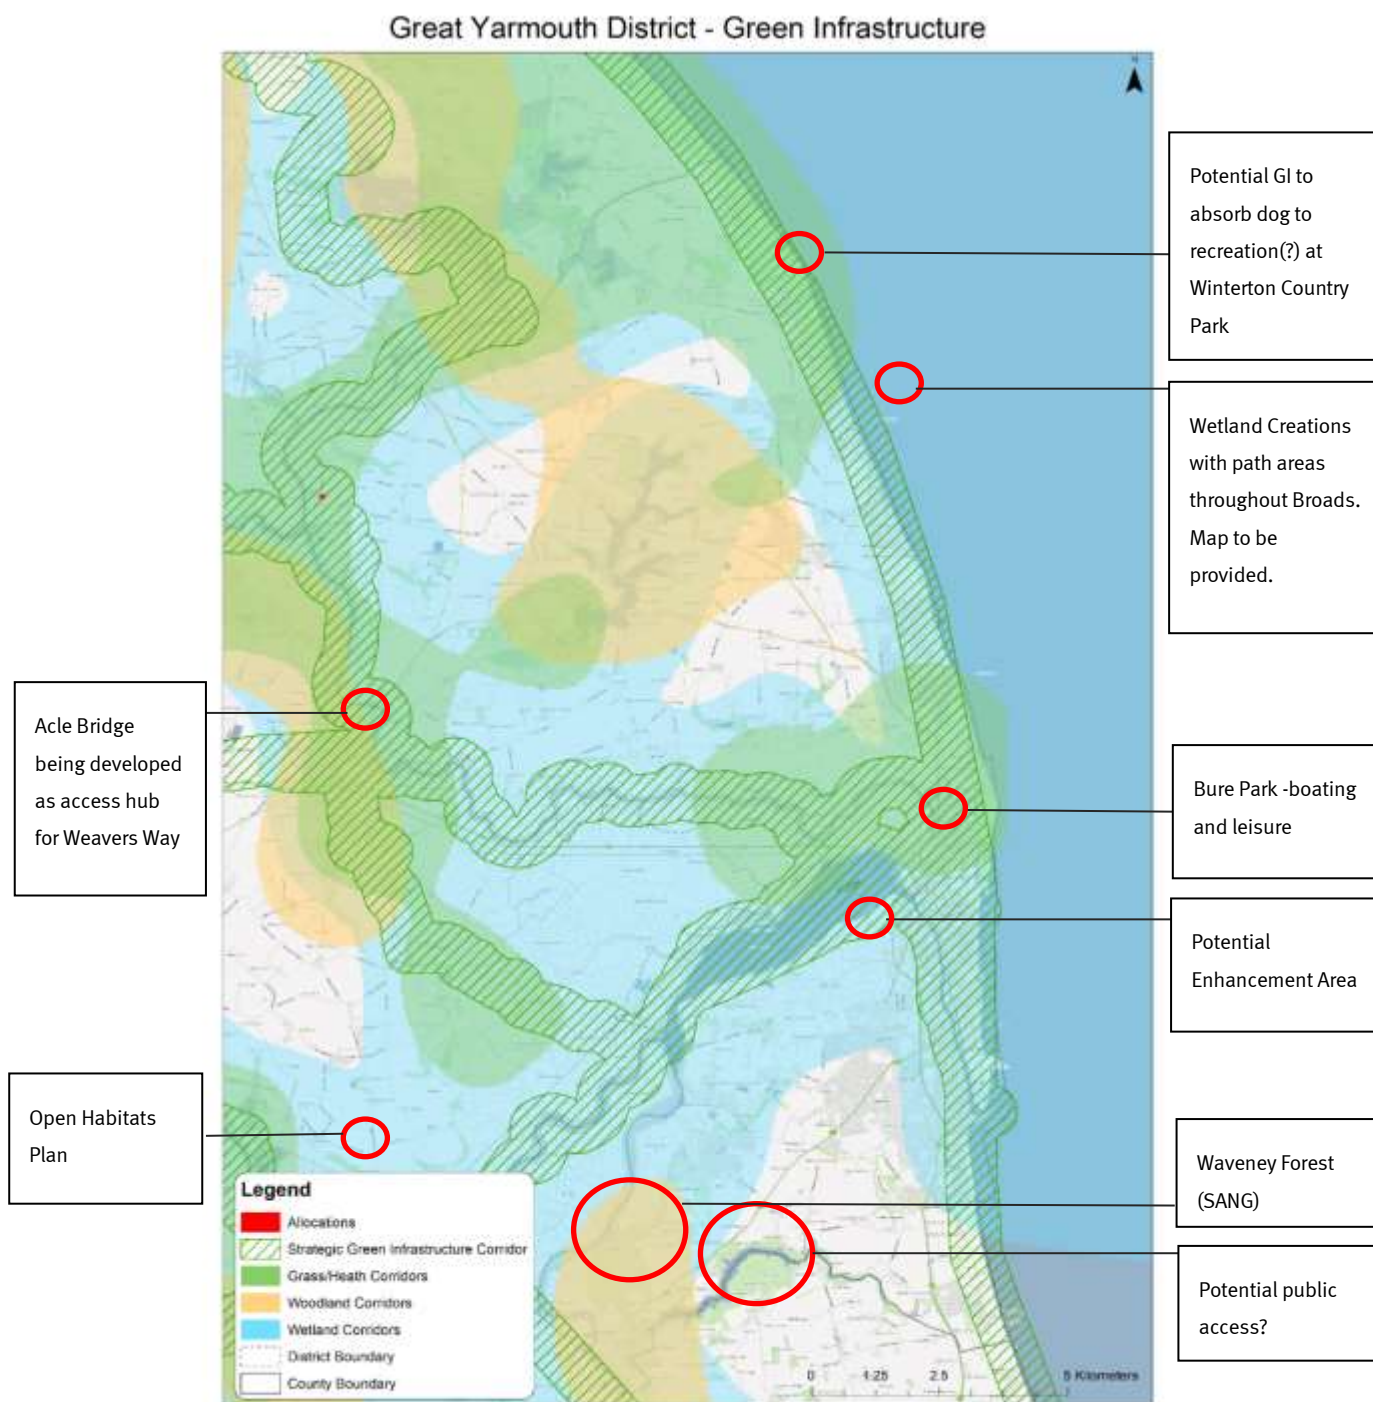 Great Yarmouth District - Green Infrastructure
N
Potential GI to
absorb dog to
recreation(?) at
Winterton Country
Park
Wetland Creations
with path areas
throughout Broads.
Map to be
provided.
Acle Bridge
being developed
as access hub
for Weavers Way
Bure Park -boating
and leisure
Potential
Enhancement Area
Open Habitats
Plan
Waveney Forest
(SANG)
Potential public
access?
Legend
Allocations
Strategic Green Infrastructure Corridor
Grass/Heath Corridors
Woodland Corridors
Wetland Corridors
District Boundary
County Boundary
0 1.25 2.5 5 Kilometers